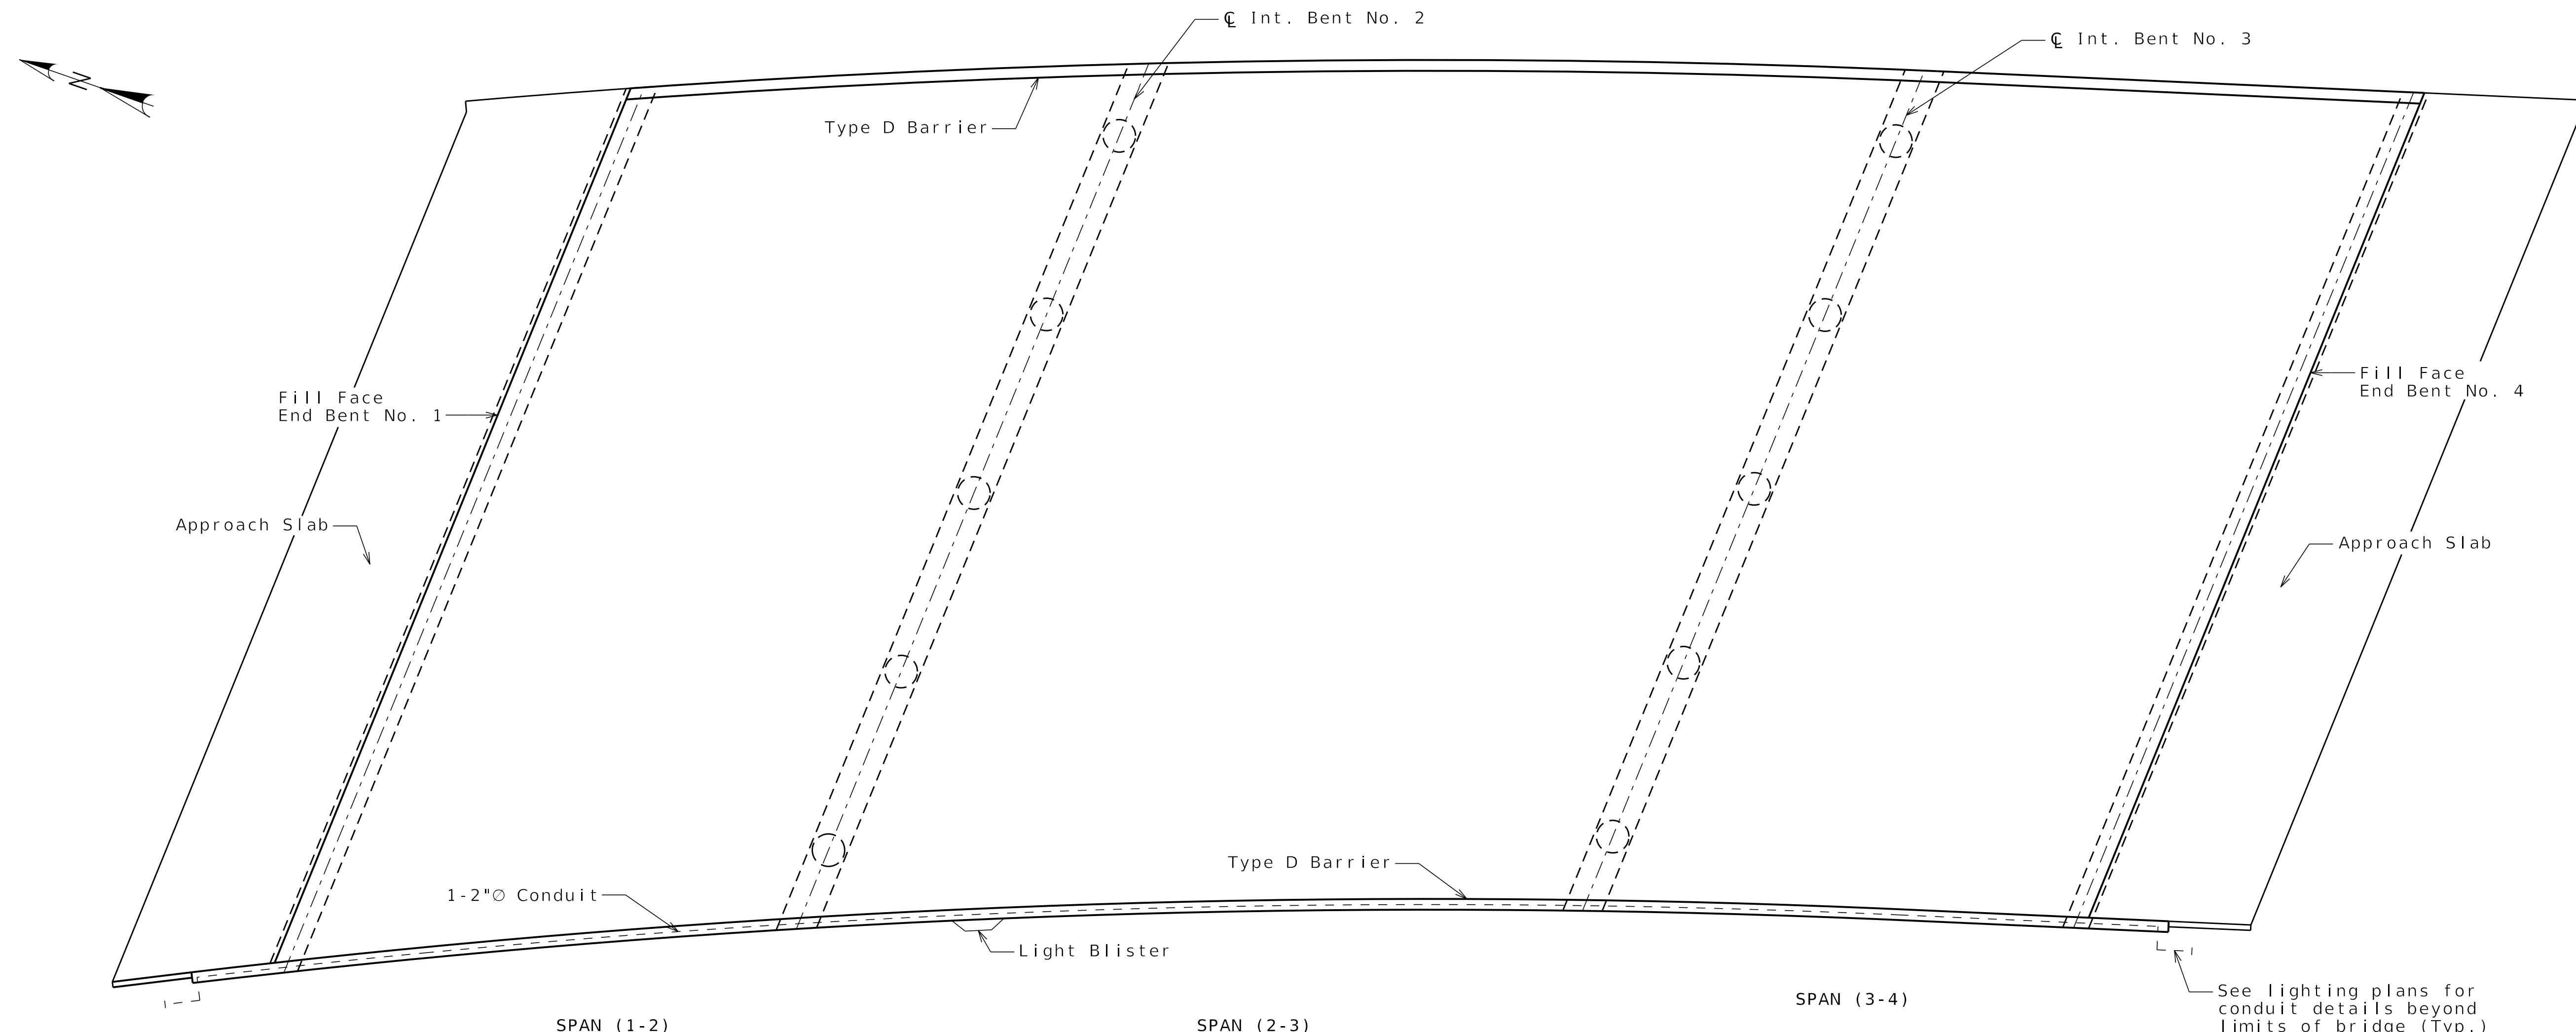 ℄ Int. Bent No. 2
℄ Int. Bent No. 3
N
Type D Barrier
Fill Face
End Bent No. 1
Fill Face
End Bent No. 4
Approach Slab
Approach Slab
Type D Barrier
1-2"∅ Conduit
Light Blister
See lighting plans for
conduit details beyond
limits of bridge (Typ.)
SPAN (3-4)
SPAN (1-2)
SPAN (2-3)